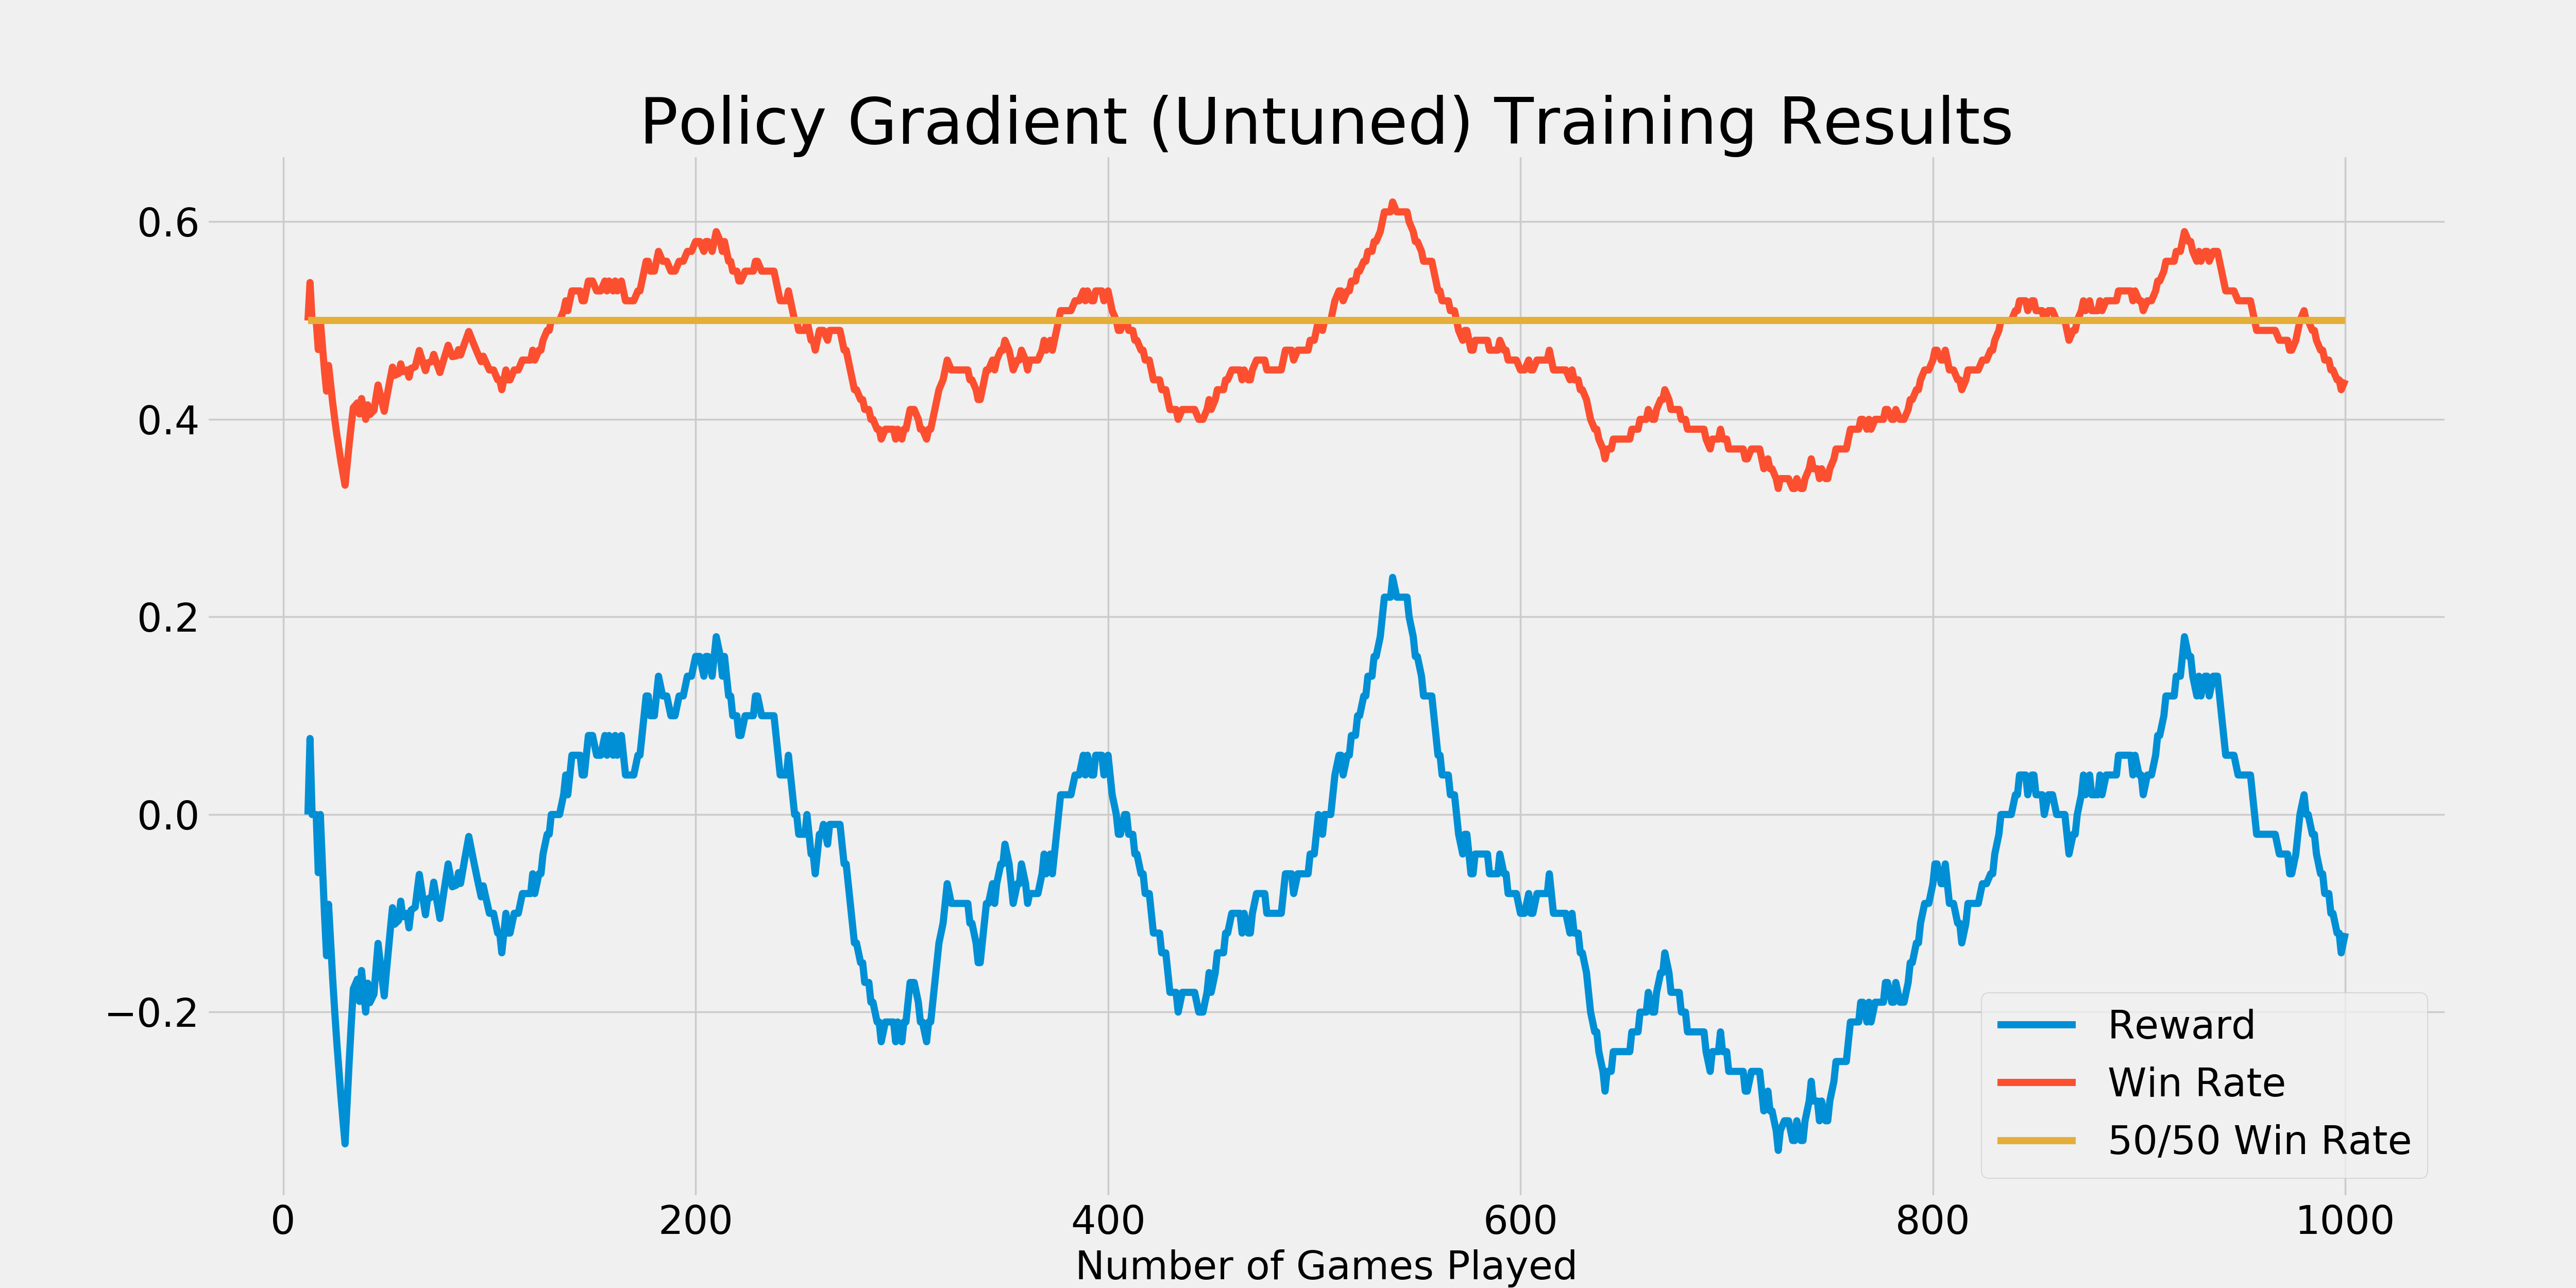 Policy Gradient (Untuned) Training Results
0.6
0.4
0.2
0.0
−0.2
Reward
Win Rate
50/50 Win Rate
0 200 400 600 800 1000
Number of Games Played